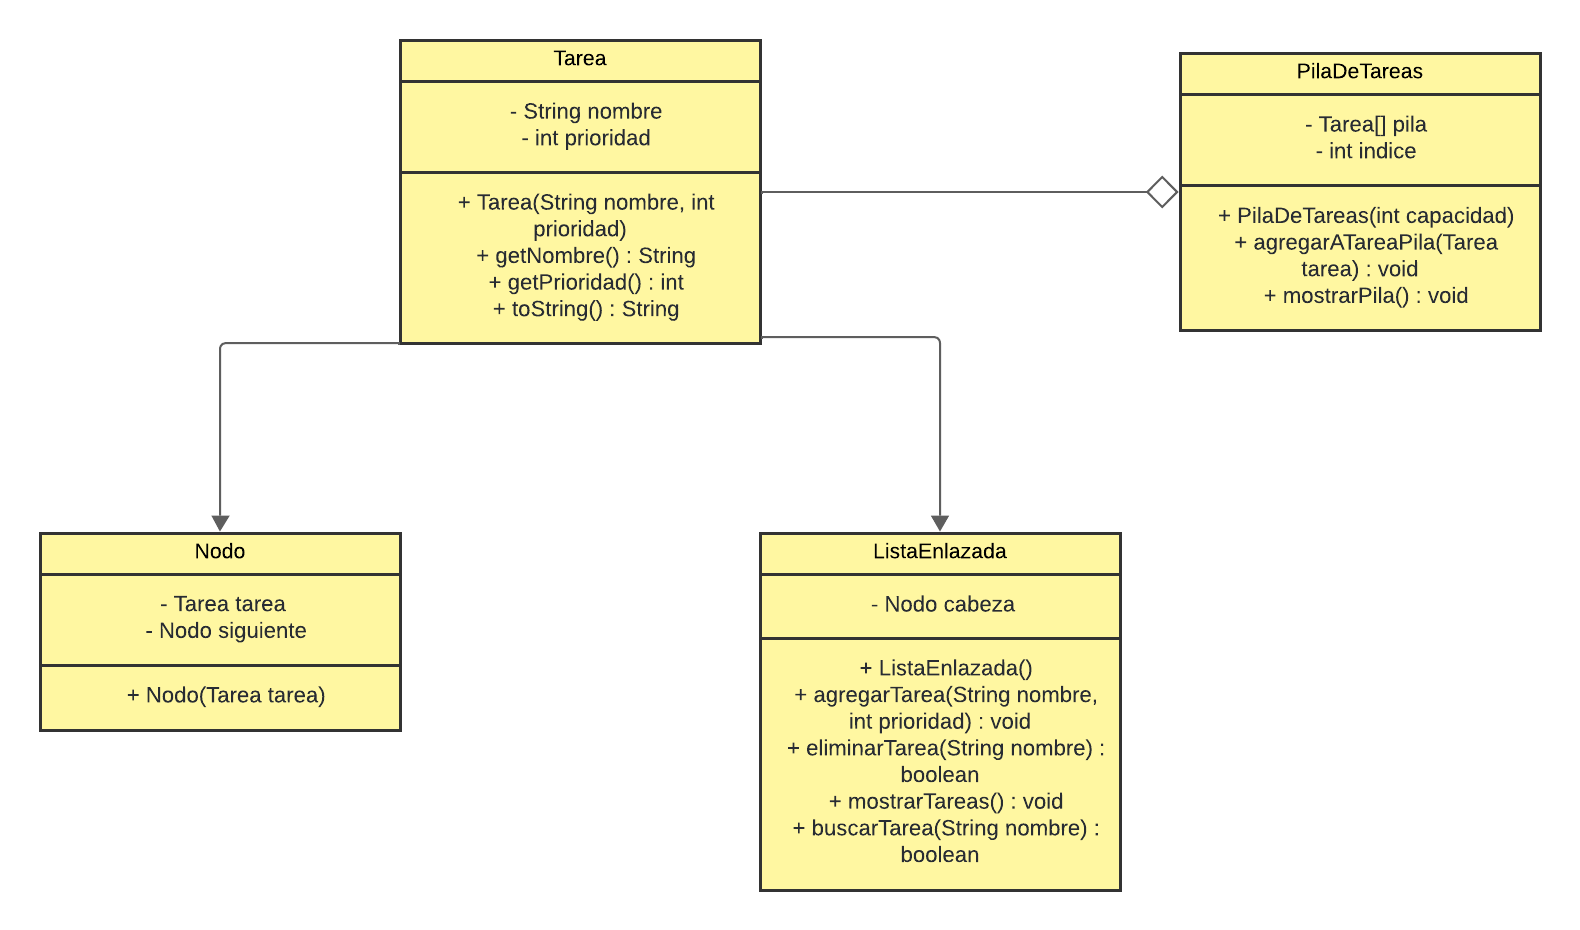 Tarea
- String nombre
- int prioridad
+ Tarea(String nombre, int
prioridad)
+ getNombre() : String
+ getPrioridad() : int
+ toString() : String
PilaDeTareas
- Tarea[] pila
- int indice
+ PilaDeTareas(int capacidad)
+ agregarATareaPila(Tarea
tarea) : void
+ mostrarPila() : void
Nodo
- Tarea tarea
- Nodo siguiente
+ Nodo(Tarea tarea)
ListaEnlazada
- Nodo cabeza
+ ListaEnlazada()
+ agregarTarea(String nombre,
int prioridad) : void
+ eliminarTarea(String nombre) :
boolean
+ mostrarTareas() : void
+ buscarTarea(String nombre) :
boolean